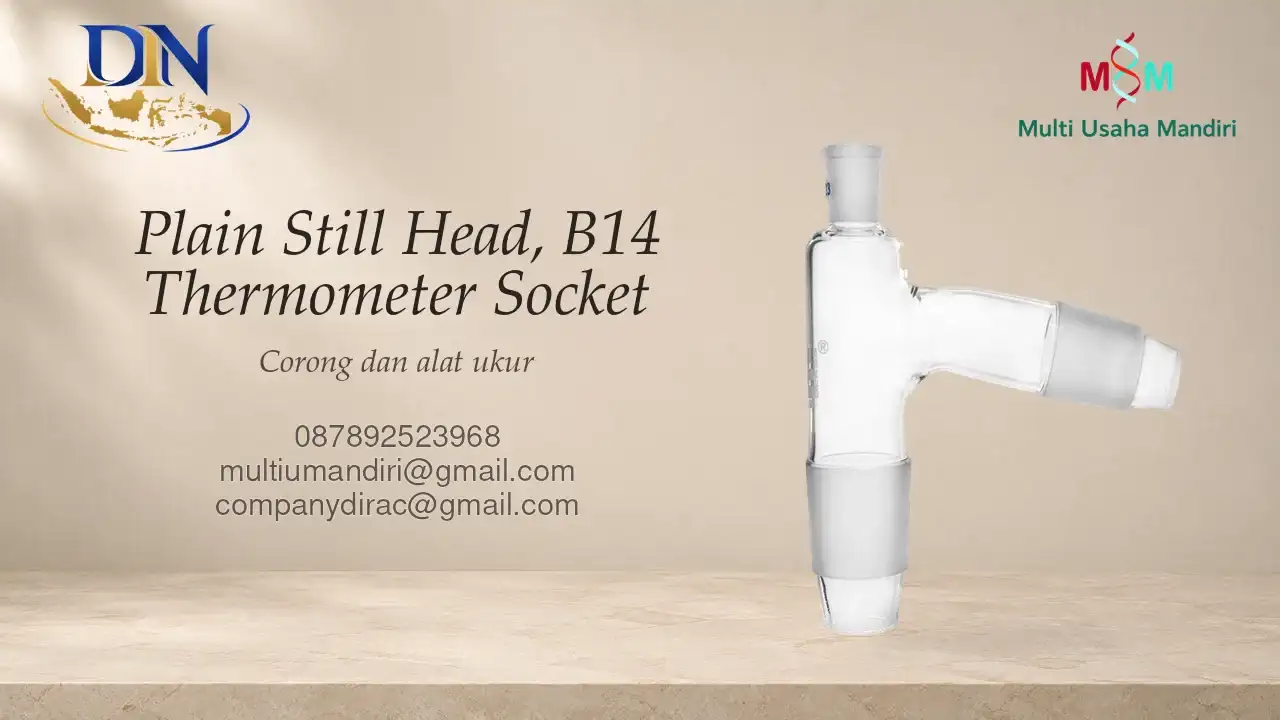 DIN
M M
Multi Usaha Mandiri
Plain Still Head, B14
Thermometer Socket
Corong dan alat ukur
087892523968
multiumandiri@gmail.com
companydirac@gmail.com
®